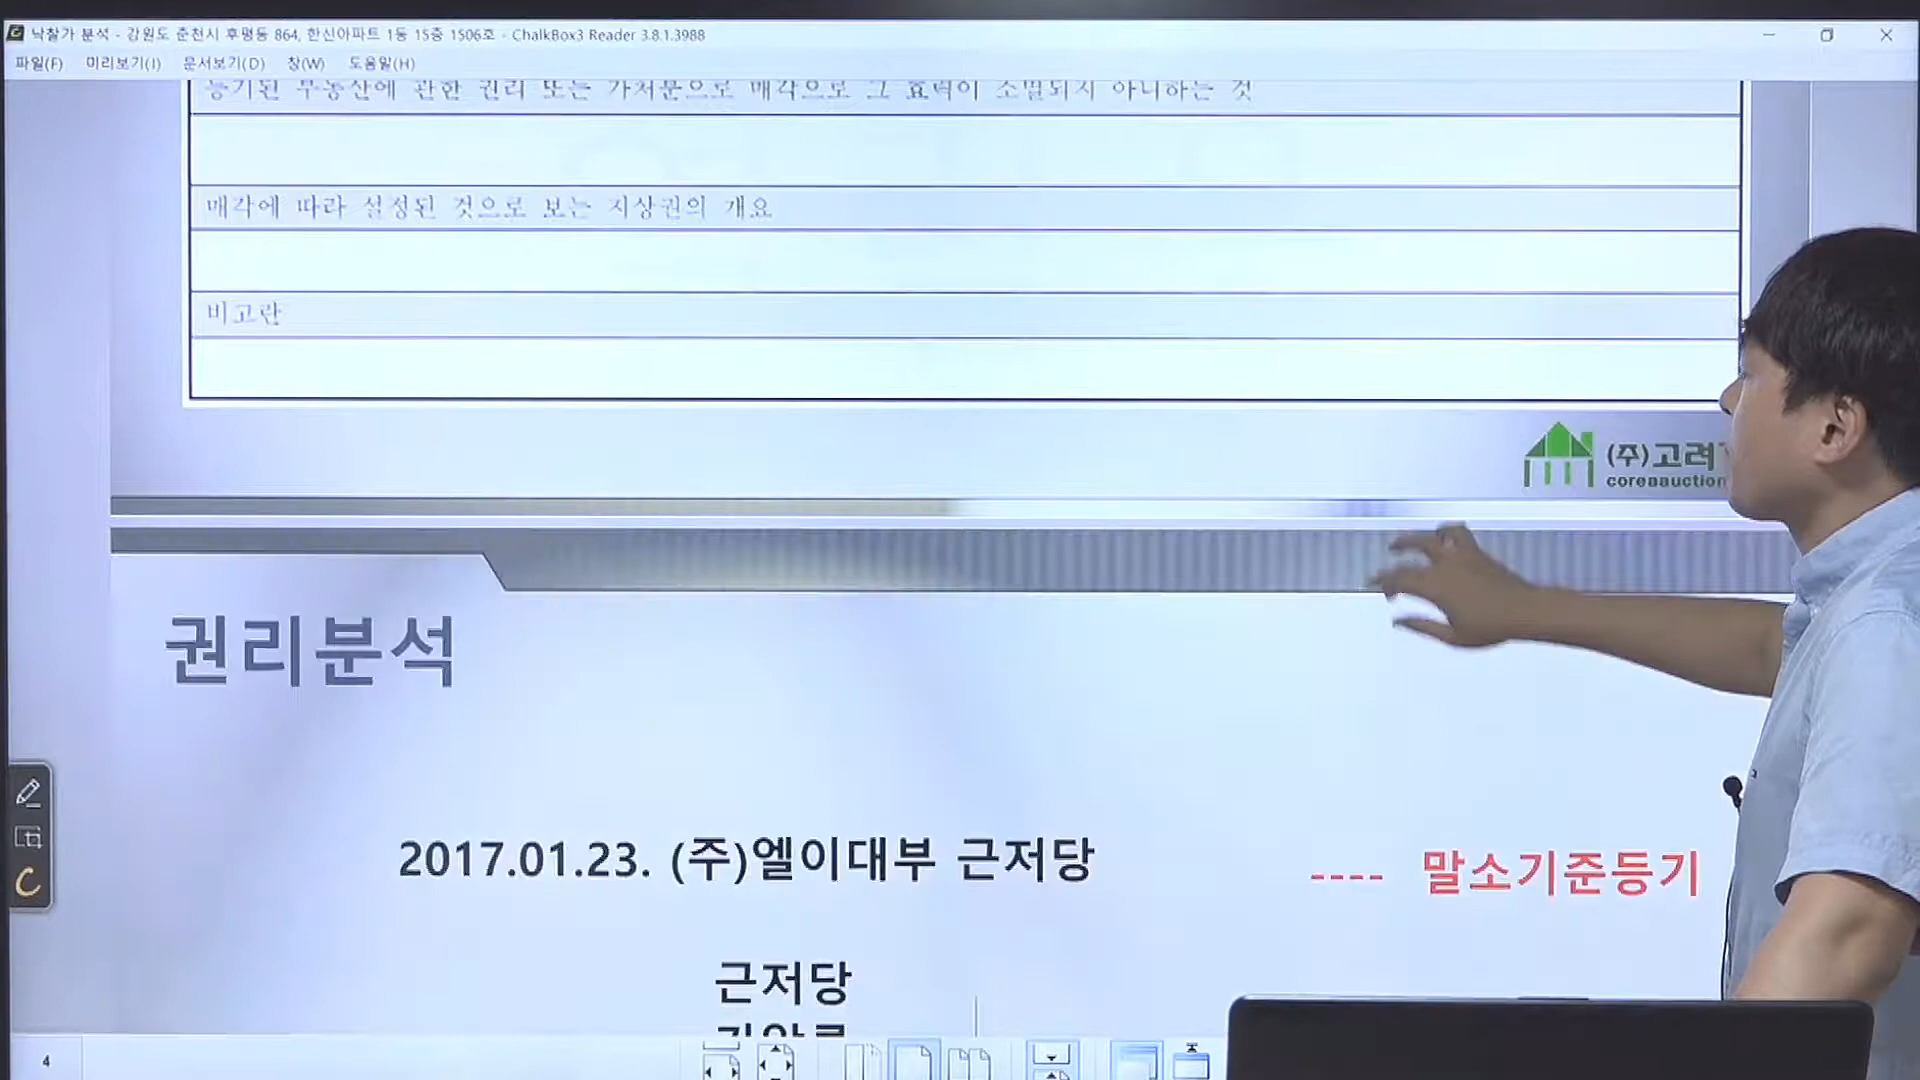 낙찰가 분석 - 강원도 춘천시 후평동 864, 한신아파트 1동 15층 1506호 - ChalkBox3 Reader 3.8.1.3988
파일(F) 미리보기(I) 문서보기(D) 창(W) 도움말(H)
등기된 부동산에 관한 권리 또는 가처분으로 매각으로 그 효력이 소멸되지 아니하는 것
매각에 따라 설정된 것으로 보는 지상권의 개요
비고란
(주)고려
coreaauction
권리분석
2017.01.23. (주)엘이대부 근저당 ---- 말소기준등기
근저당
4